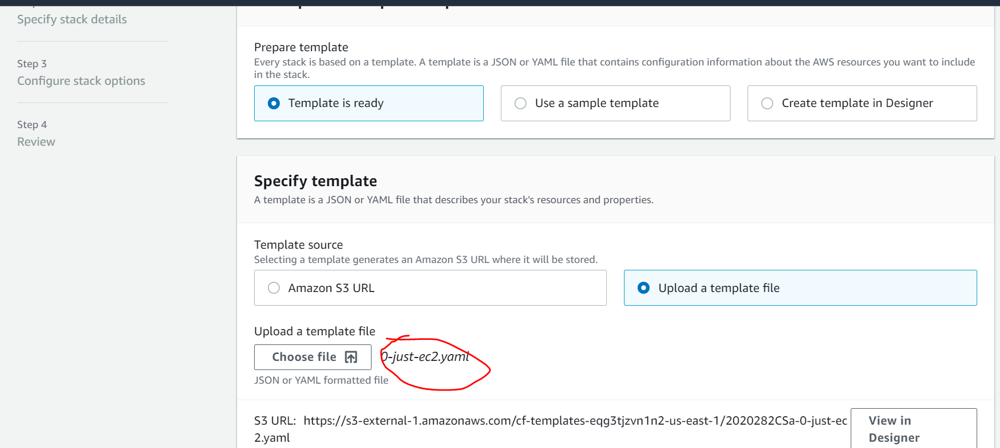 Specify stack details
Step 3
Configure stack options
Step 4
Review
Prepare template
Every stack is based on a template. A template is a JSON or YAML file that contains configuration information about the AWS resources you want to include
in the stack.
Template is ready
Use a sample template
Create template in Designer
Specify template
A template is a JSON or YAML file that describes your stack's resources and properties.
Template source
Selecting a template generates an Amazon S3 URL where it will be stored.
Amazon S3 URL
Upload a template file
Upload a template file
Choose file
0-just-ec2.yaml
JSON or YAML formatted file
S3 URL: https://s3-external-1.amazonaws.com/cf-templates-eqg3tjzvn1n2-us-east-1/2020282CSa-0-just-ec
2.yaml
View in
Designer